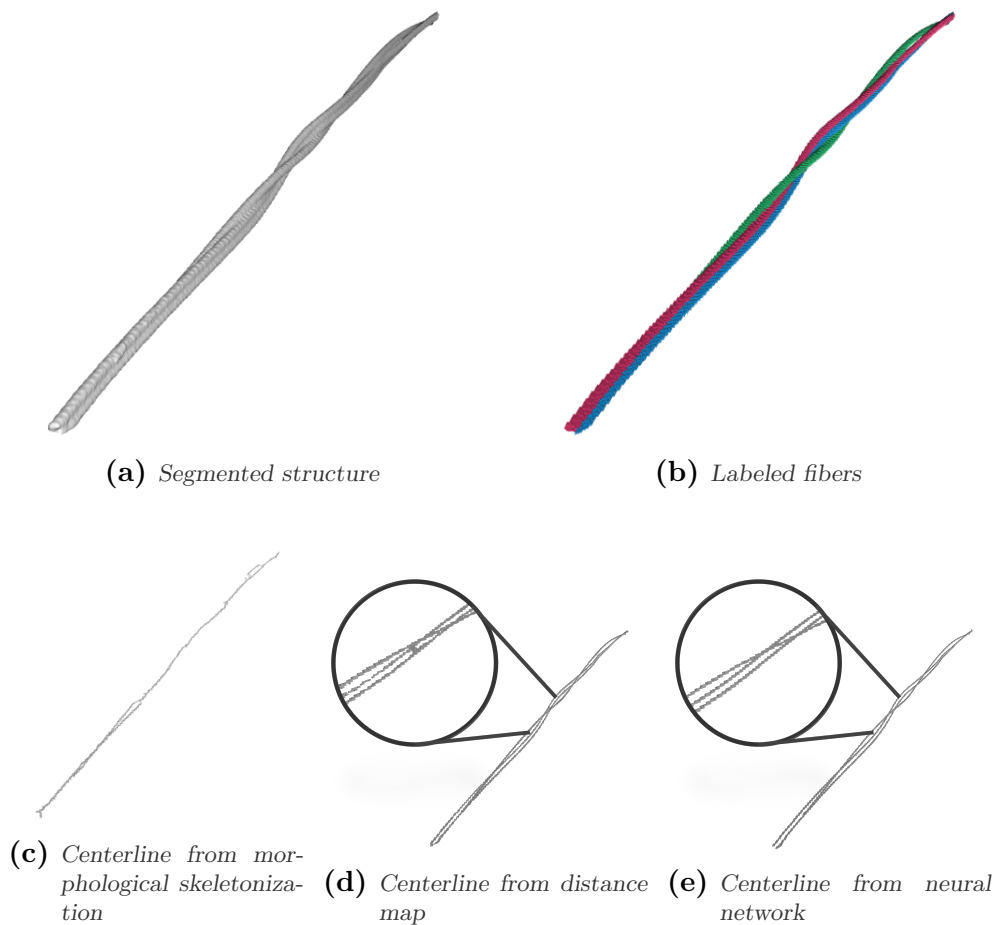 (a) Segmented structure
(b) Labeled fibers
(c) Centerline from mor-
phological skeletoniza-
tion
(d) Centerline from distance
map
(e) Centerline from neural
network